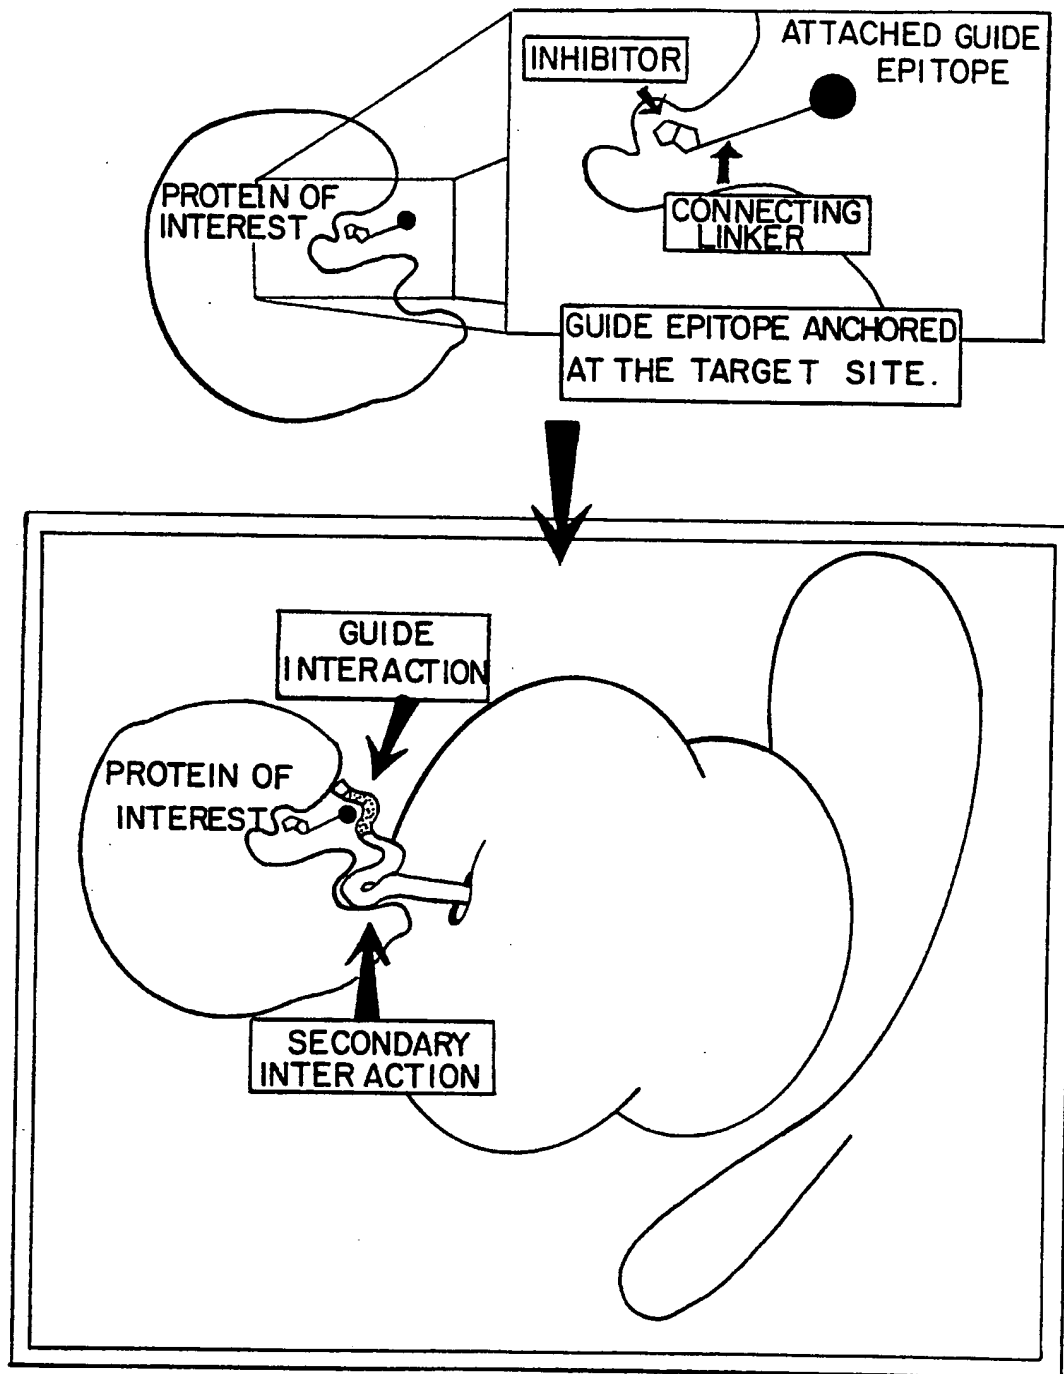 INHIBITOR
ATTACHED GUIDE
EPITOPE
PROTEIN OF
INTEREST
CONNECTING
LINKER
GUIDE EPITOPE ANCHORED
AT THE TARGET SITE.
GUIDE
INTERACTION
PROTEIN OF
INTEREST
SECONDARY
INTERACTION